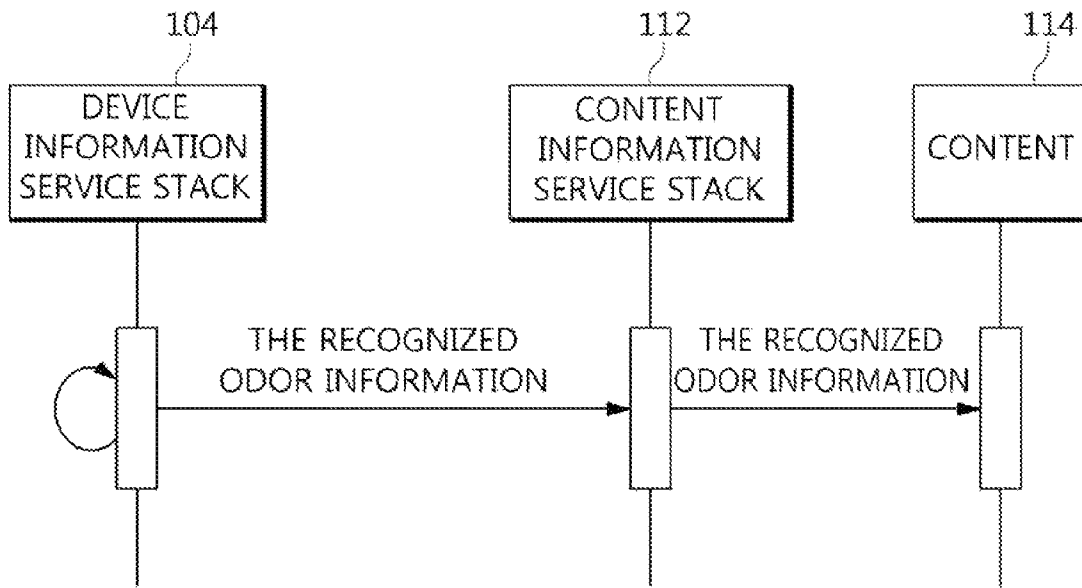 104
112
114
DEVICE
INFORMATION
SERVICE STACK
CONTENT
INFORMATION
SERVICE STACK
CONTENT
THE RECOGNIZED
ODOR INFORMATION
THE RECOGNIZED
ODOR INFORMATION